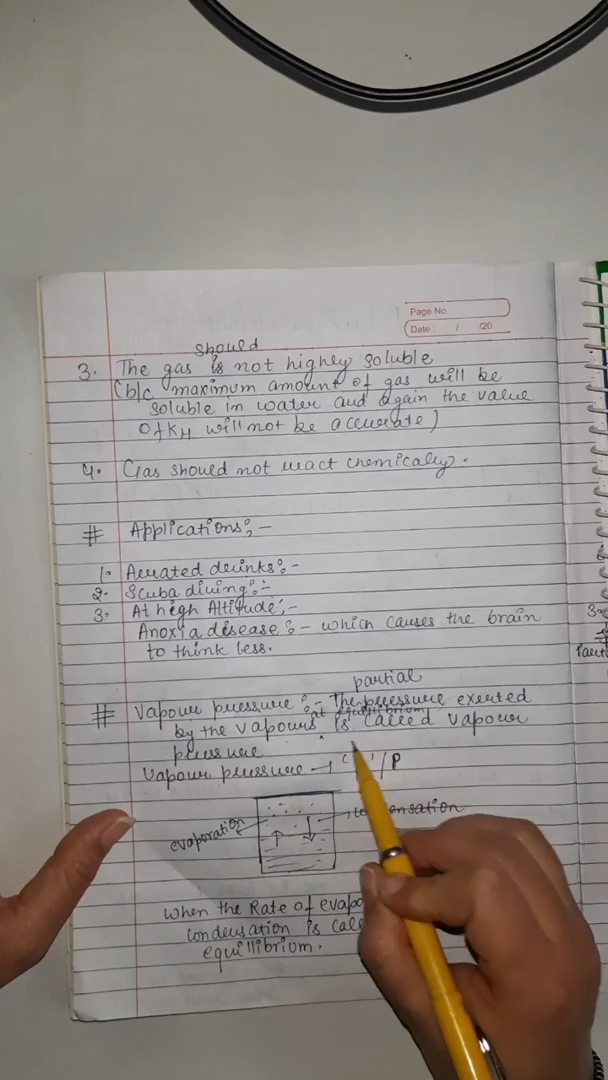 Page No.
Date : / /20
should
3. The gas is not highly soluble
(b/c maximum amount of gas will be
soluble in water and again the value
of KH will not be accurate)
4. Gas should not react chemically.
# Applications:-
1. Aerated drinks:-
2. Scuba diving:-
3. At high Altitude:-
Anoxia disease:- which causes the brain
to think less.
partial
# Vapour pressure:- The pressure exerted
at equilibrium
by the vapours is called vapour
pressure
Vapour pressure → /P
evaporation
condensation
When the Rate of evapo
condensation is cal
equilibriom.
Part